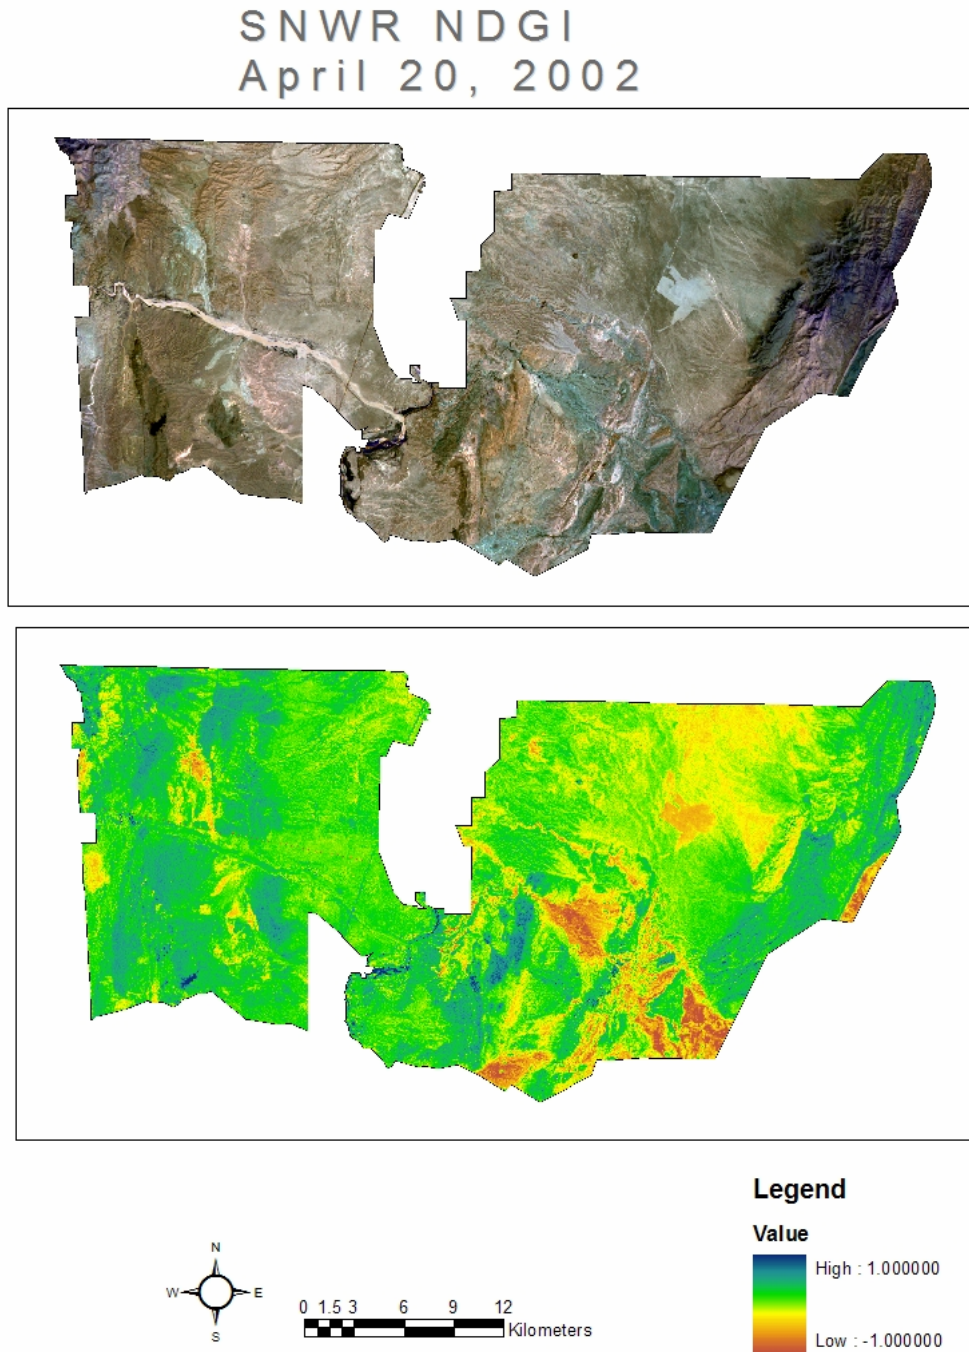 SNWR NDGI
April 20, 2002
Legend
Value
High : 1.000000
Low : -1.000000
N
W E
S
0 1.5 3 6 9 12
Kilometers